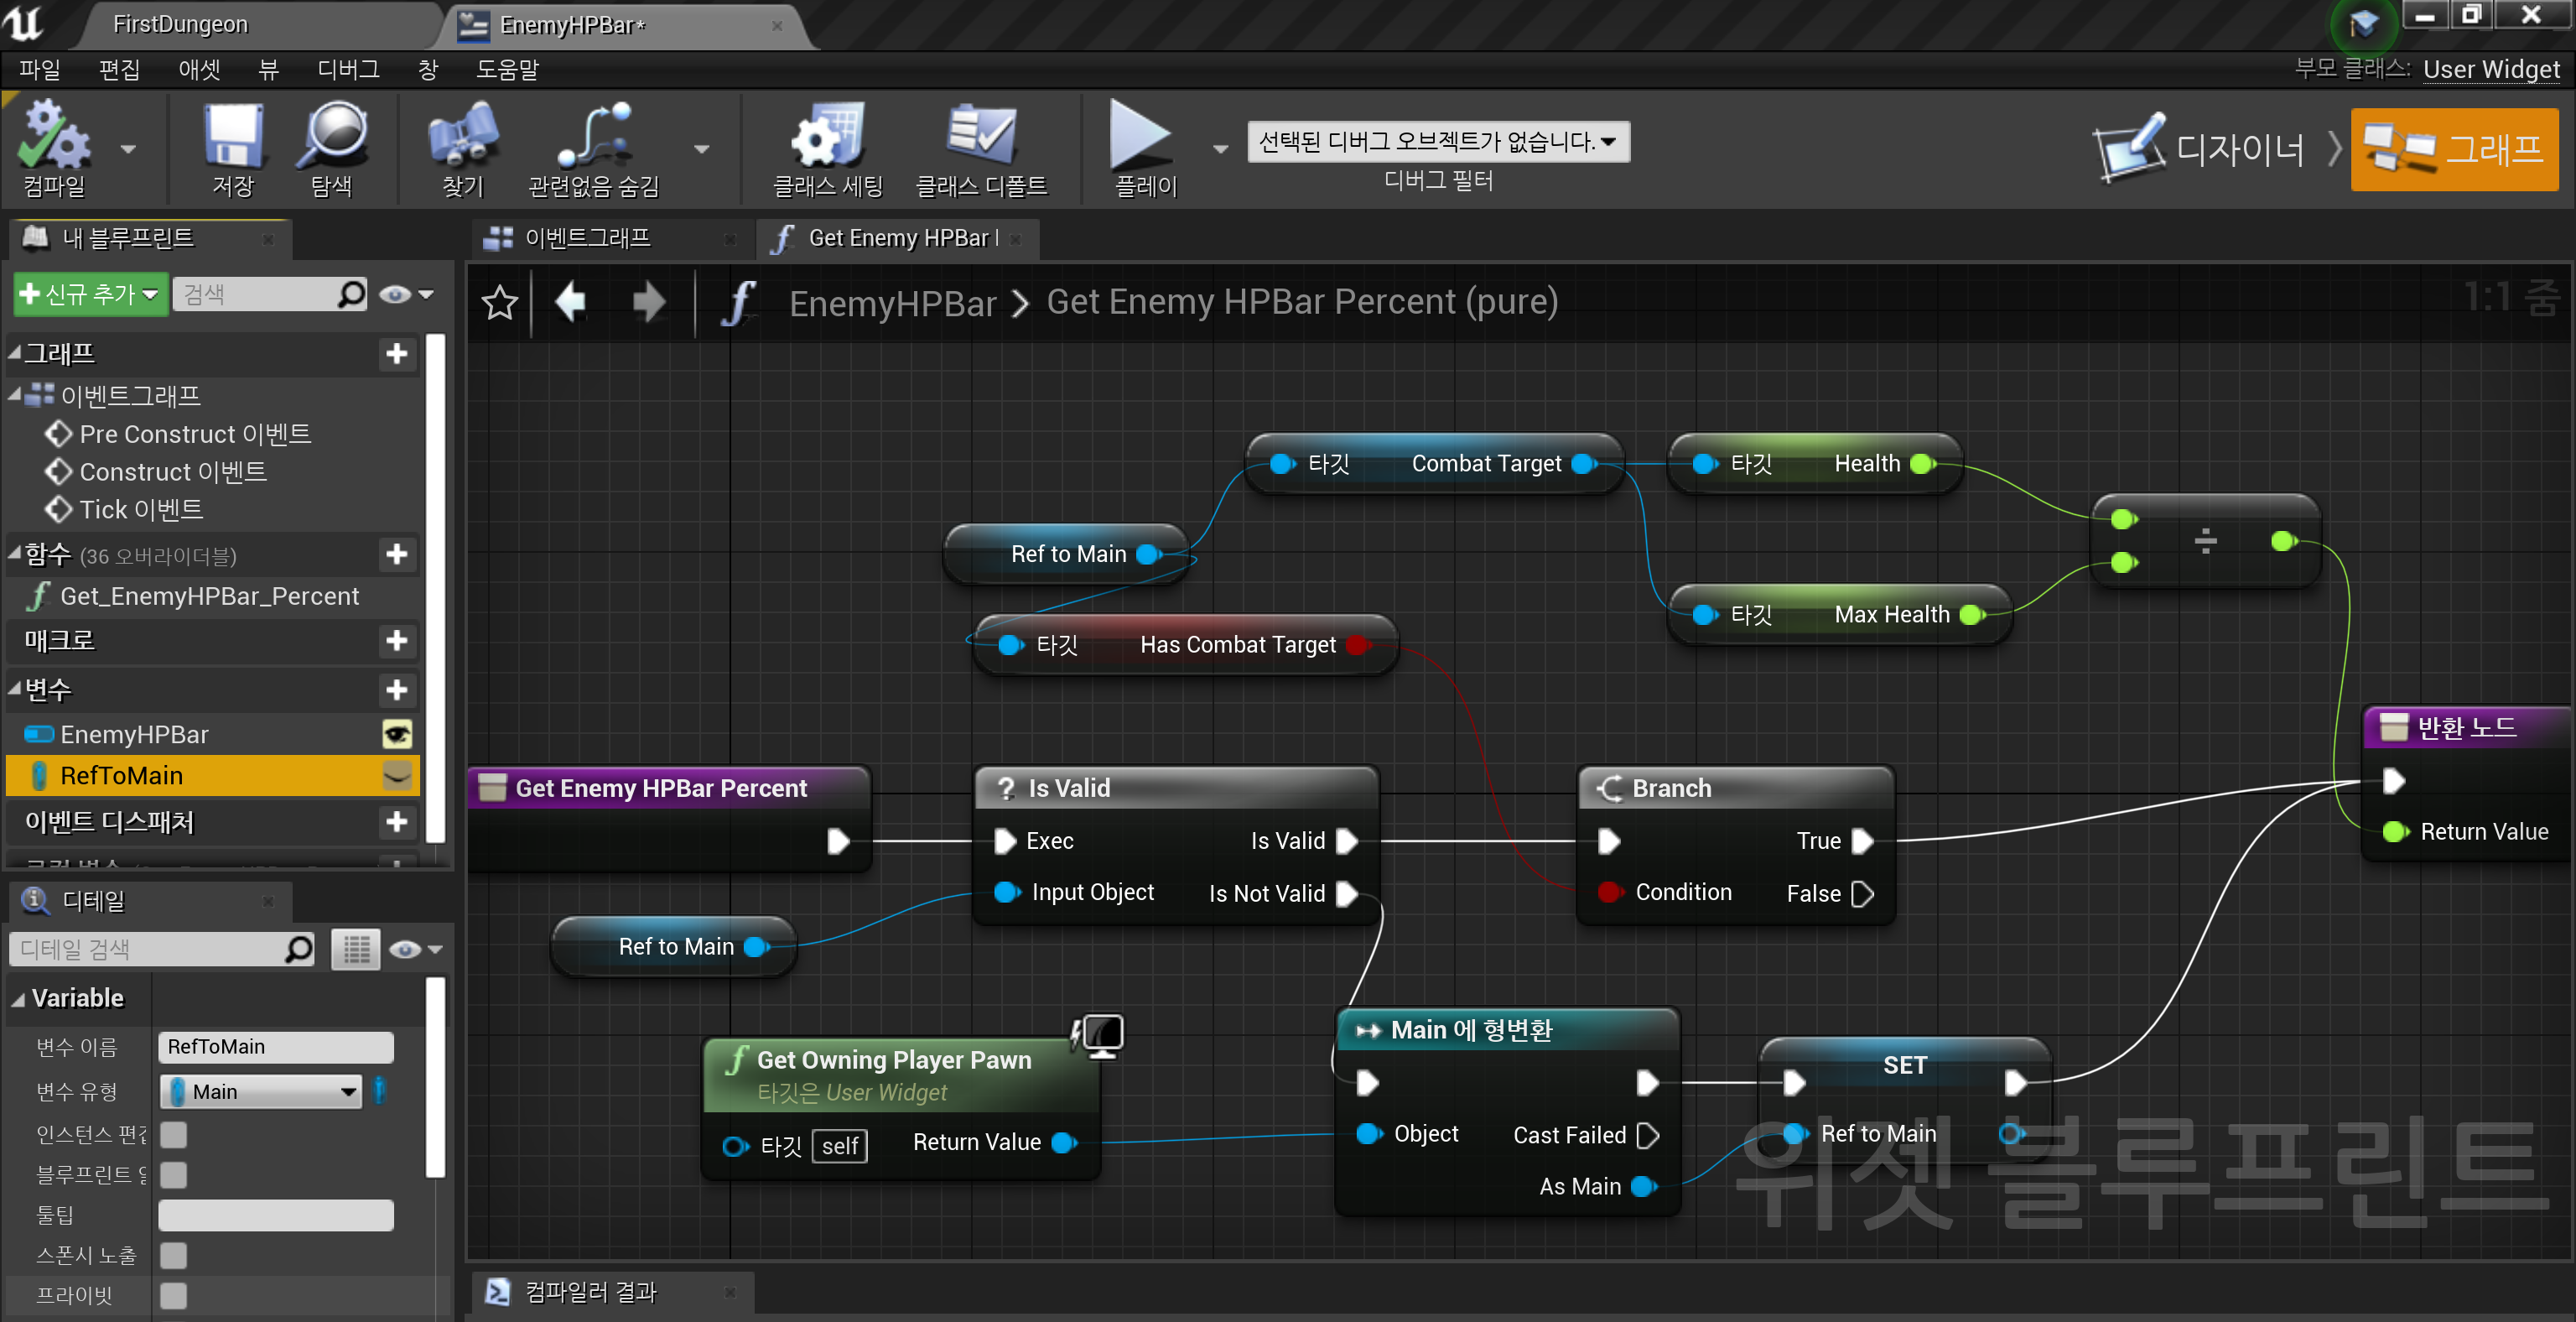 FirstDungeon
EnemyHPBar*
파일 편집 애셋 뷰 디버그 창 도움말
부모 클래스: User Widget
컴파일
저장
탐색
찾기
관련없음 숨김
클래스 세팅
클래스 디폴트
플레이
선택된 디버그 오브젝트가 없습니다.
디버그 필터
디자이너
그래프
내 블루프린트
신규 추가
검색
그래프
이벤트그래프
Pre Construct 이벤트
Construct 이벤트
Tick 이벤트
함수 (36 오버라이더블)
Get_EnemyHPBar_Percent
매크로
변수
EnemyHPBar
RefToMain
이벤트 디스패처
디테일
디테일 검색
Variable
변수 이름 RefToMain
변수 유형 Main
인스턴스
블루프린트
툴팁
스폰시 노출
프라이빗
이벤트그래프
Get Enemy HPBar
EnemyHPBar > Get Enemy HPBar Percent (pure)
1:1 줌
타깃 Combat Target
타깃 Health
÷
Ref to Main
타깃 Max Health
타깃 Has Combat Target
반환 노드
Return Value
Get Enemy HPBar Percent
? Is Valid
Exec Is Valid
Input Object Is Not Valid
Branch
True
Condition False
Ref to Main
Get Owning Player Pawn
타깃은 User Widget
타깃 self Return Value
Main 에 형변환
Object Cast Failed
As Main
SET
Ref to Main
위젯 블루프린트
컴파일러 결과